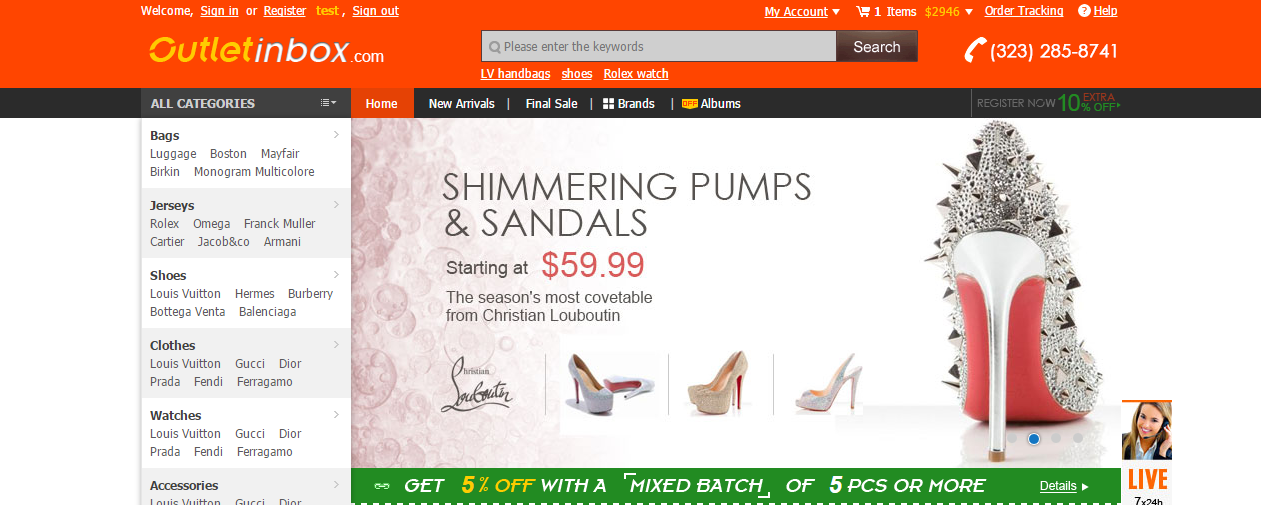 Welcome, Sign in or Register test , Sign out
My Account 1 Items $2946 Order Tracking Help
Outletinbox.com
Please enter the keywords Search
(323) 285-8741
LV handbags shoes Rolex watch
ALL CATEGORIES
Home New Arrivals | Final Sale | Brands | OFF Albums
REGISTER NOW 10 EXTRA % OFF
Bags
Luggage Boston Mayfair
Birkin Monogram Multicolore
Jerseys
Rolex Omega Franck Muller
Cartier Jacob&co Armani
Shoes
Louis Vuitton Hermes Burberry
Bottega Venta Balenciaga
Clothes
Louis Vuitton Gucci Dior
Prada Fendi Ferragamo
Watches
Louis Vuitton Gucci Dior
Prada Fendi Ferragamo
Accessories
Louis Vuitton Gucci Dior
SHIMMERING PUMPS
& SANDALS
Starting at $59.99
The season's most covetable
from Christian Louboutin
Christian
Louboutin
GET 5% OFF WITH A MIXED BATCH OF 5 PCS OR MORE
Details
LIVE
7x24h